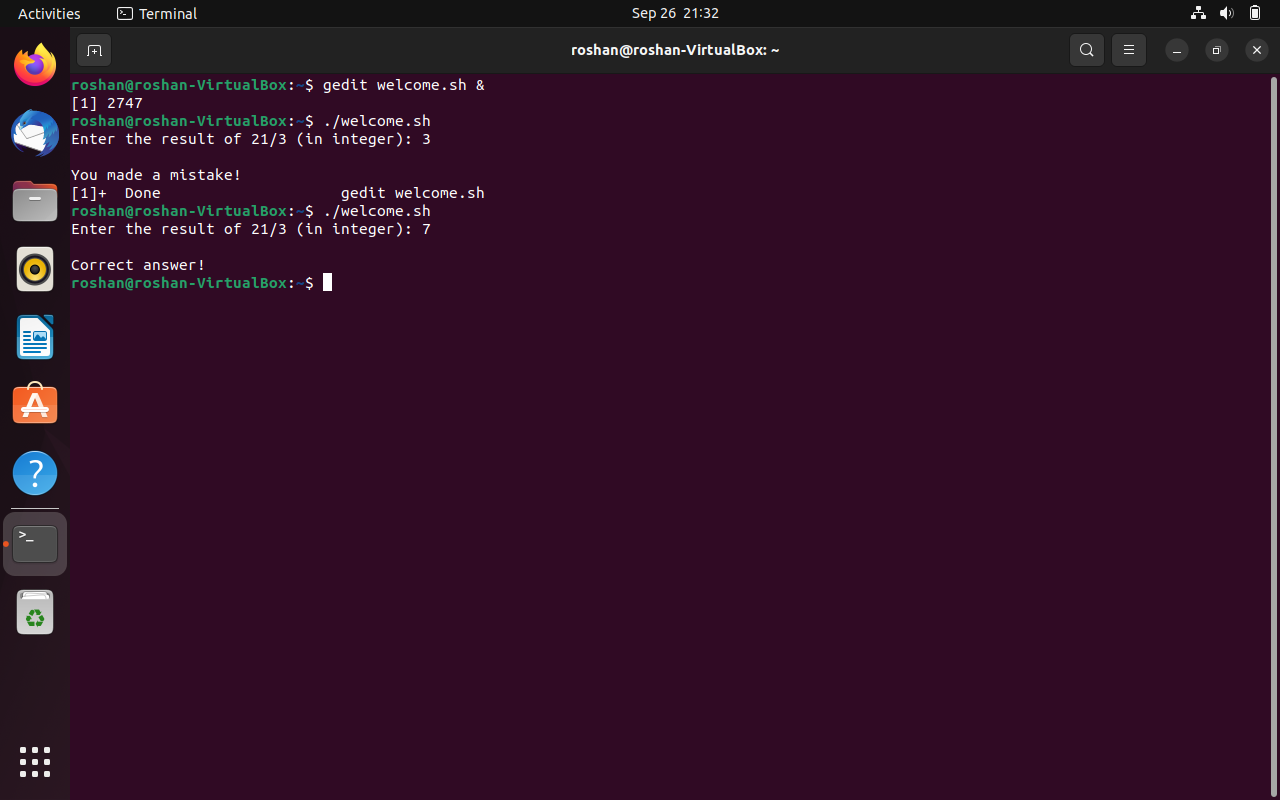 Activities Terminal Sep 26 21:32
roshan@roshan-VirtualBox: ~
roshan@roshan-VirtualBox:~$ gedit welcome.sh &
[1] 2747
roshan@roshan-VirtualBox:~$ ./welcome.sh
Enter the result of 21/3 (in integer): 3
You made a mistake!
[1]+  Done                          gedit welcome.sh
roshan@roshan-VirtualBox:~$ ./welcome.sh
Enter the result of 21/3 (in integer): 7
Correct answer!
roshan@roshan-VirtualBox:~$